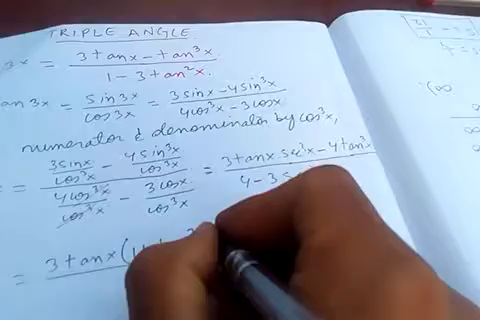 TRIPLE ANGLE
3x = 3tanx - tan³x / 1 - 3tan²x
tan 3x = sin3x / cos3x = 3sinx - 4sin³x / 4cos³x - 3cosx
numerator & denominator by cos³x,
= 3sinx/cos³x - 4sin³x/cos³x / 4cos³x/cos³x - 3cosx/cos³x = 3tanx sec²x - 4tan³x / 4 - 3
= 3tanx(1+